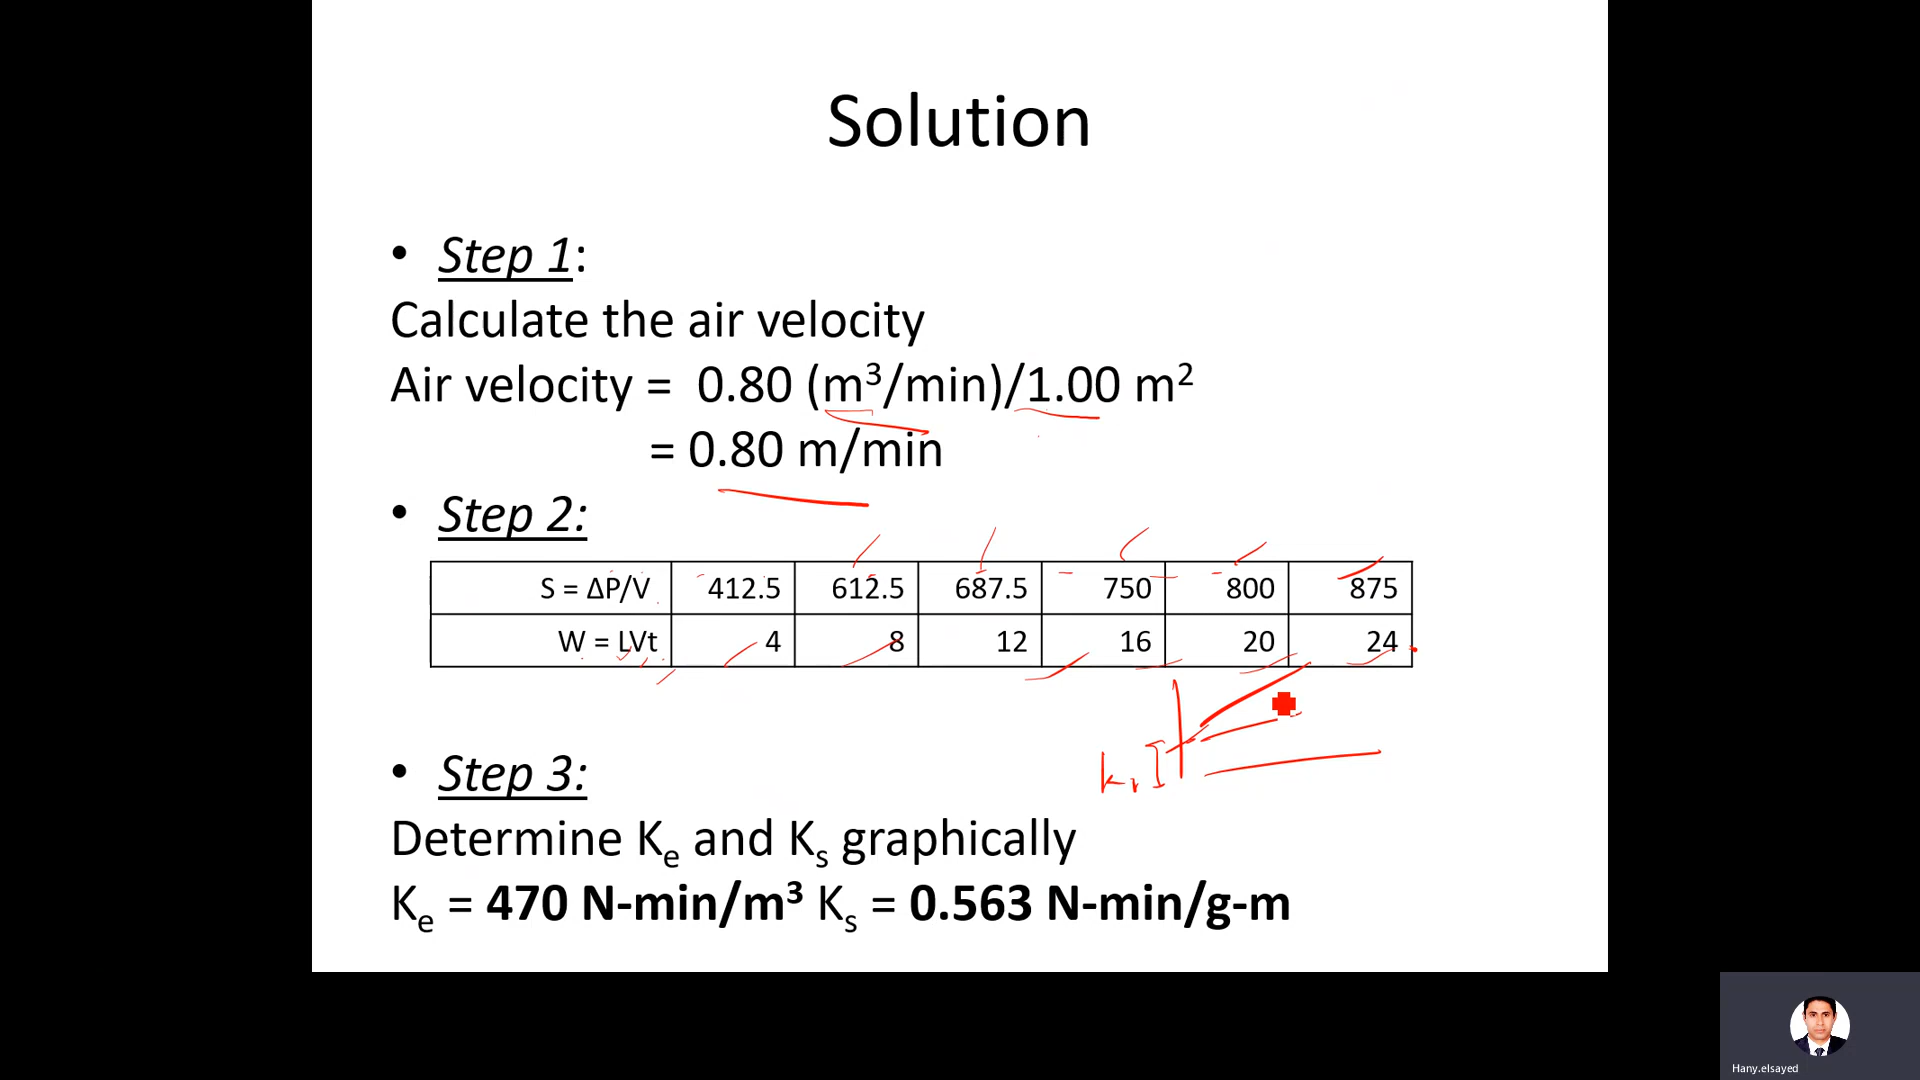 Solution
• Step 1:
Calculate the air velocity
Air velocity = 0.80 (m³/min)/1.00 m²
= 0.80 m/min
• Step 2:
S = ΔP/V 412.5 612.5 687.5 750 800 875
W = LVt 4 8 12 16 20 24
• Step 3:
Determine Ke and Ks graphically
Ke = 470 N-min/m³ Ks = 0.563 N-min/g-m
Hany.elsayed